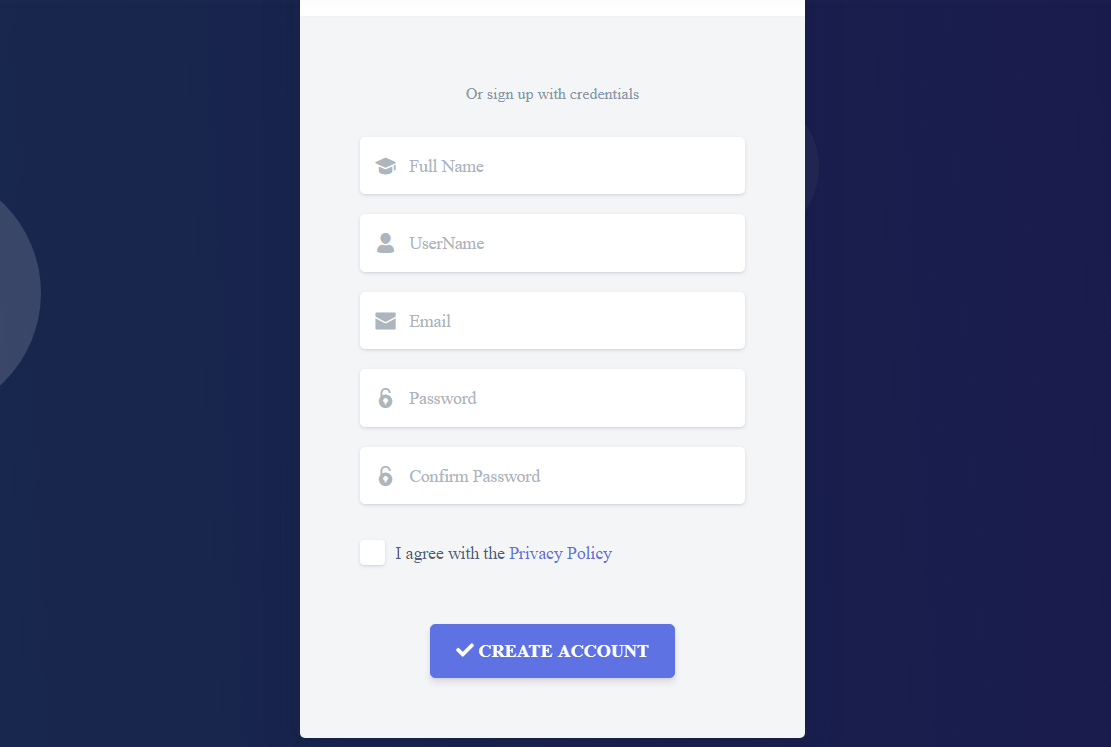 Or sign up with credentials
Full Name
UserName
Email
Password
Confirm Password
I agree with the Privacy Policy
CREATE ACCOUNT